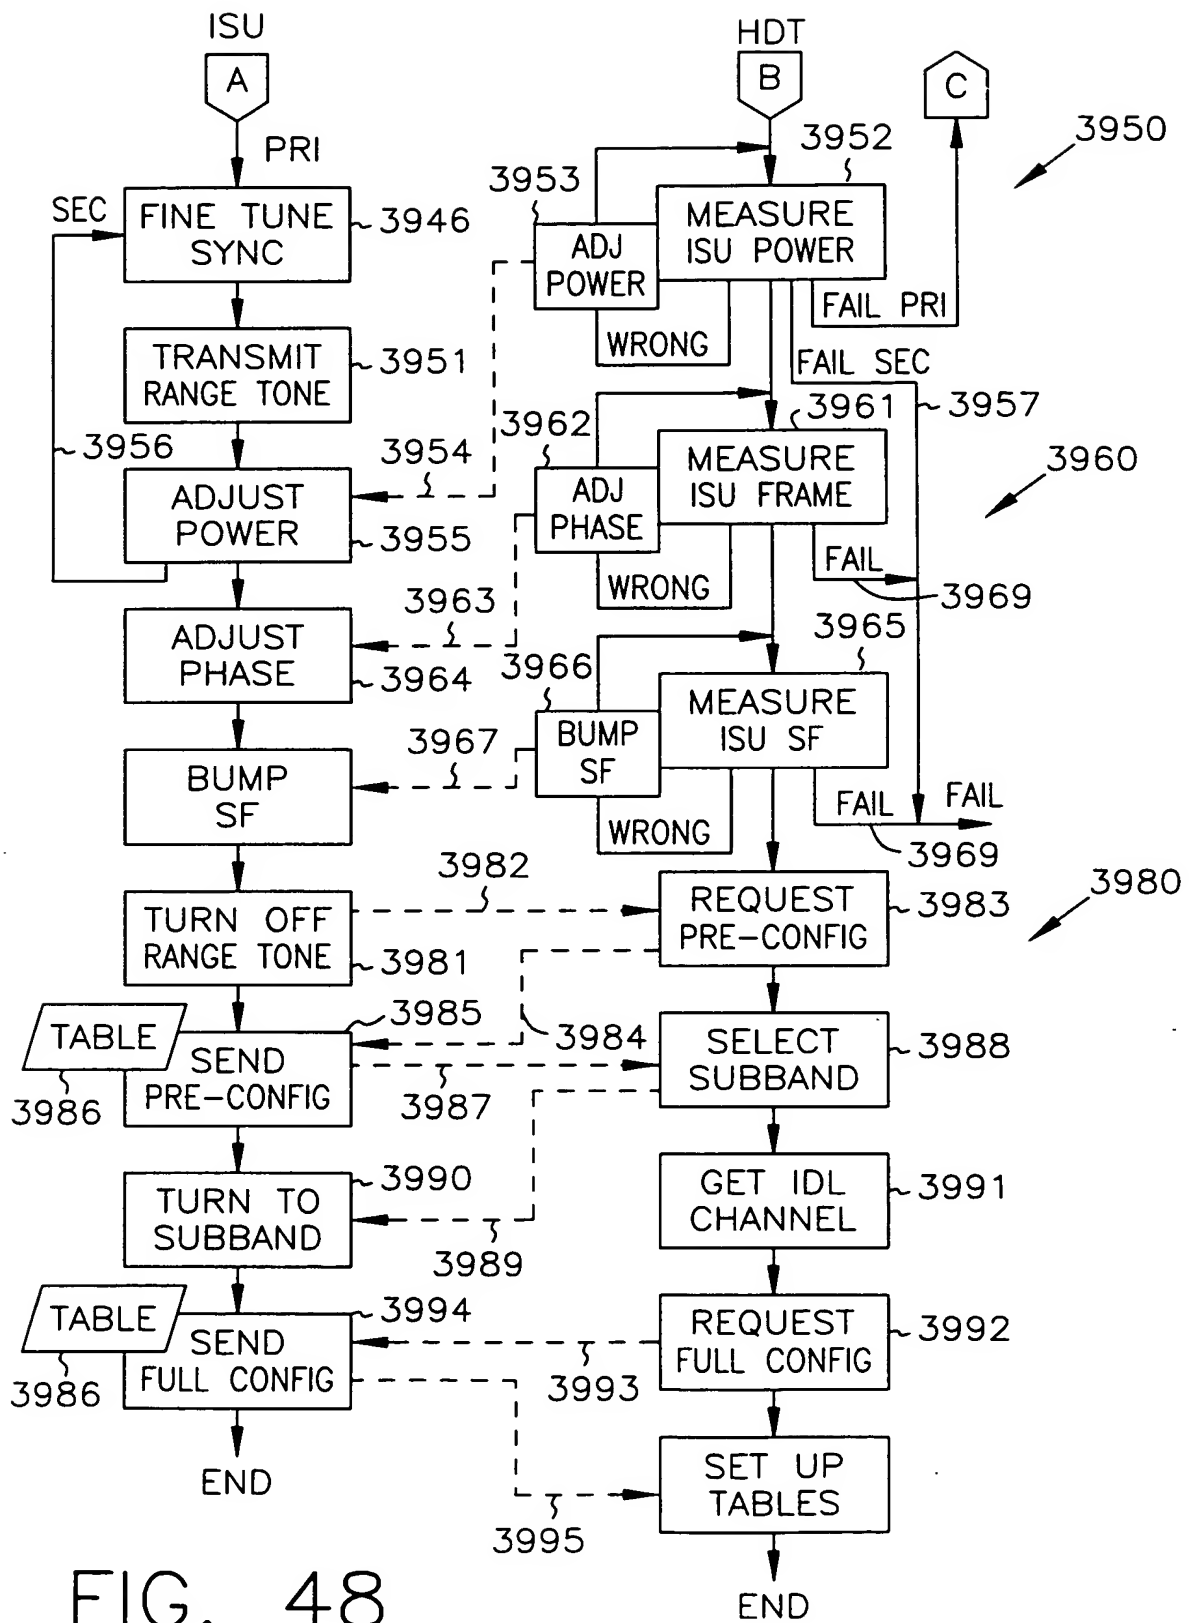 ISU
HDT
A
B
C
PRI
3952
3950
3953
SEC
FINE TUNE
SYNC
3946
ADJ
POWER
MEASURE
ISU POWER
FAIL PRI
WRONG
TRANSMIT
RANGE TONE
3951
FAIL SEC
3957
3956
3954
3962
3961
3960
ADJUST
POWER
3955
ADJ
PHASE
MEASURE
ISU FRAME
FAIL
WRONG
3969
3963
3965
ADJUST
PHASE
3964
3966
MEASURE
ISU SF
3967
BUMP
SF
BUMP
SF
FAIL
FAIL
WRONG
3969
3982
3980
TURN OFF
RANGE TONE
3981
REQUEST
PRE-CONFIG
3983
3985
3984
TABLE
SEND
PRE-CONFIG
3986
3987
SELECT
SUBBAND
3988
3990
TURN TO
SUBBAND
3989
GET IDL
CHANNEL
3991
TABLE
3994
SEND
FULL CONFIG
3986
3993
REQUEST
FULL CONFIG
3992
END
SET UP
TABLES
3995
END
FIG. 48